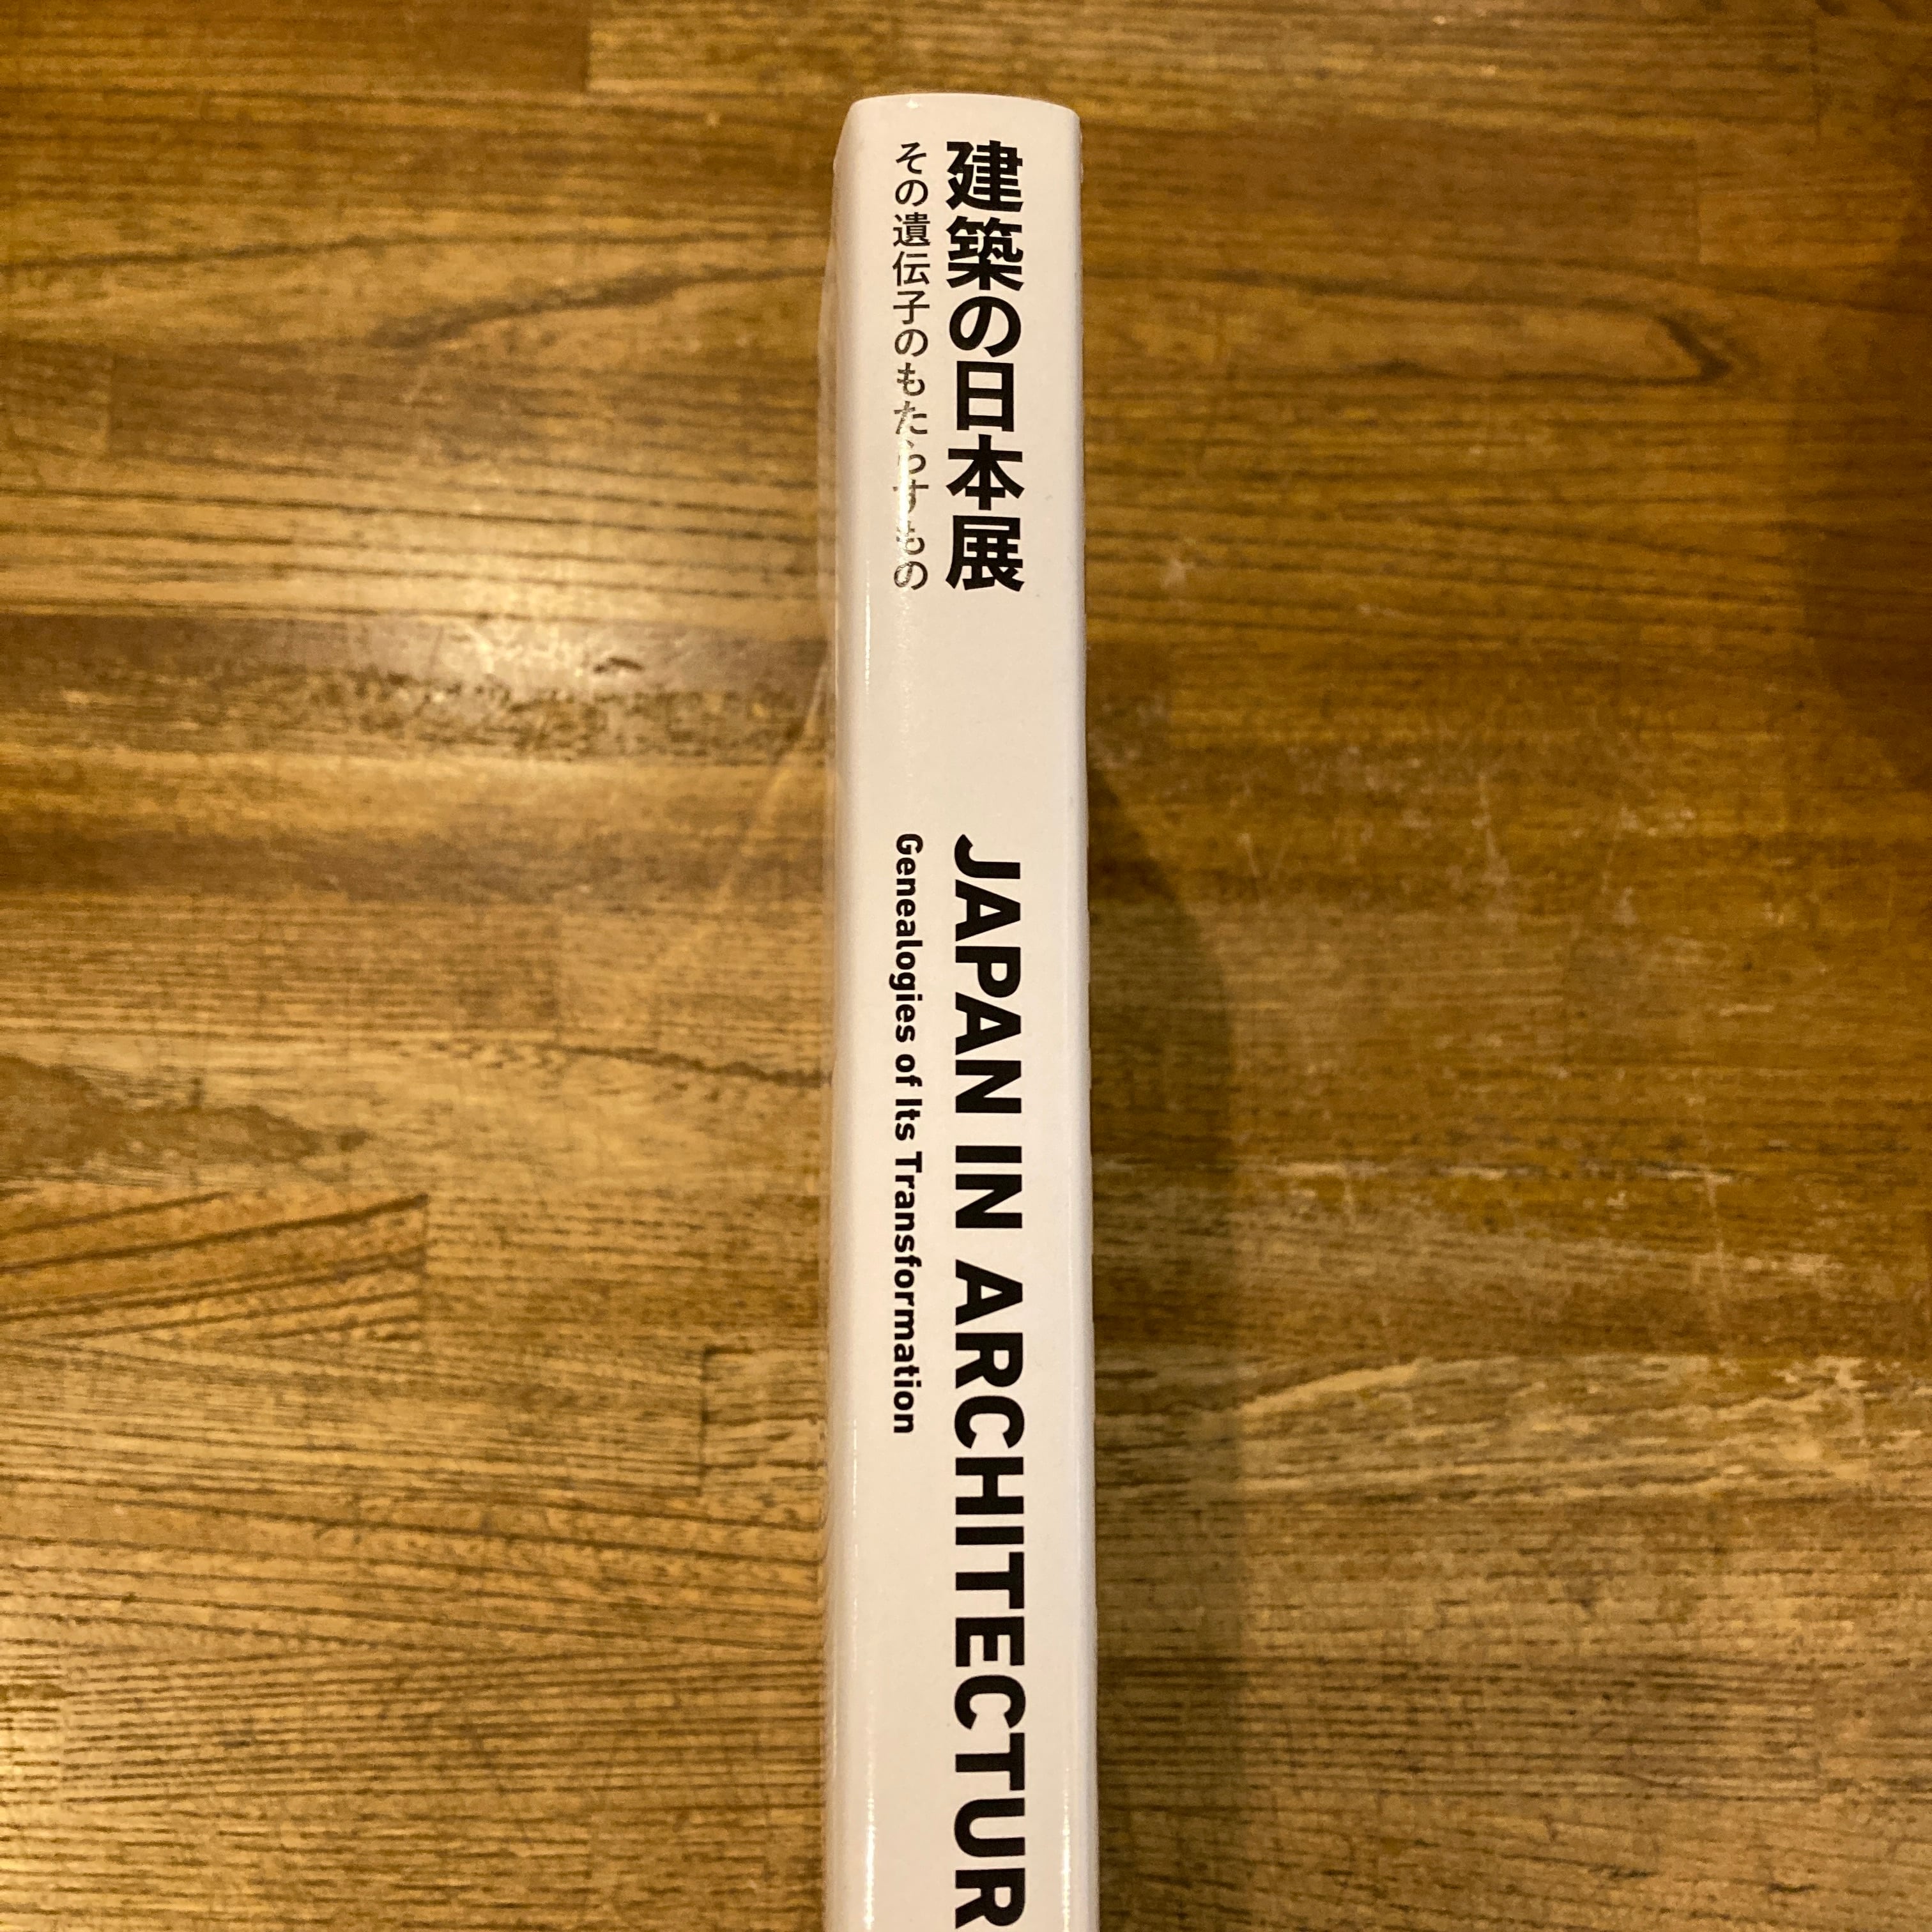 建築の日本展
その遺伝子のもたらすもの
JAPAN IN ARCHITECTUR
Genealogies of Its Transformation